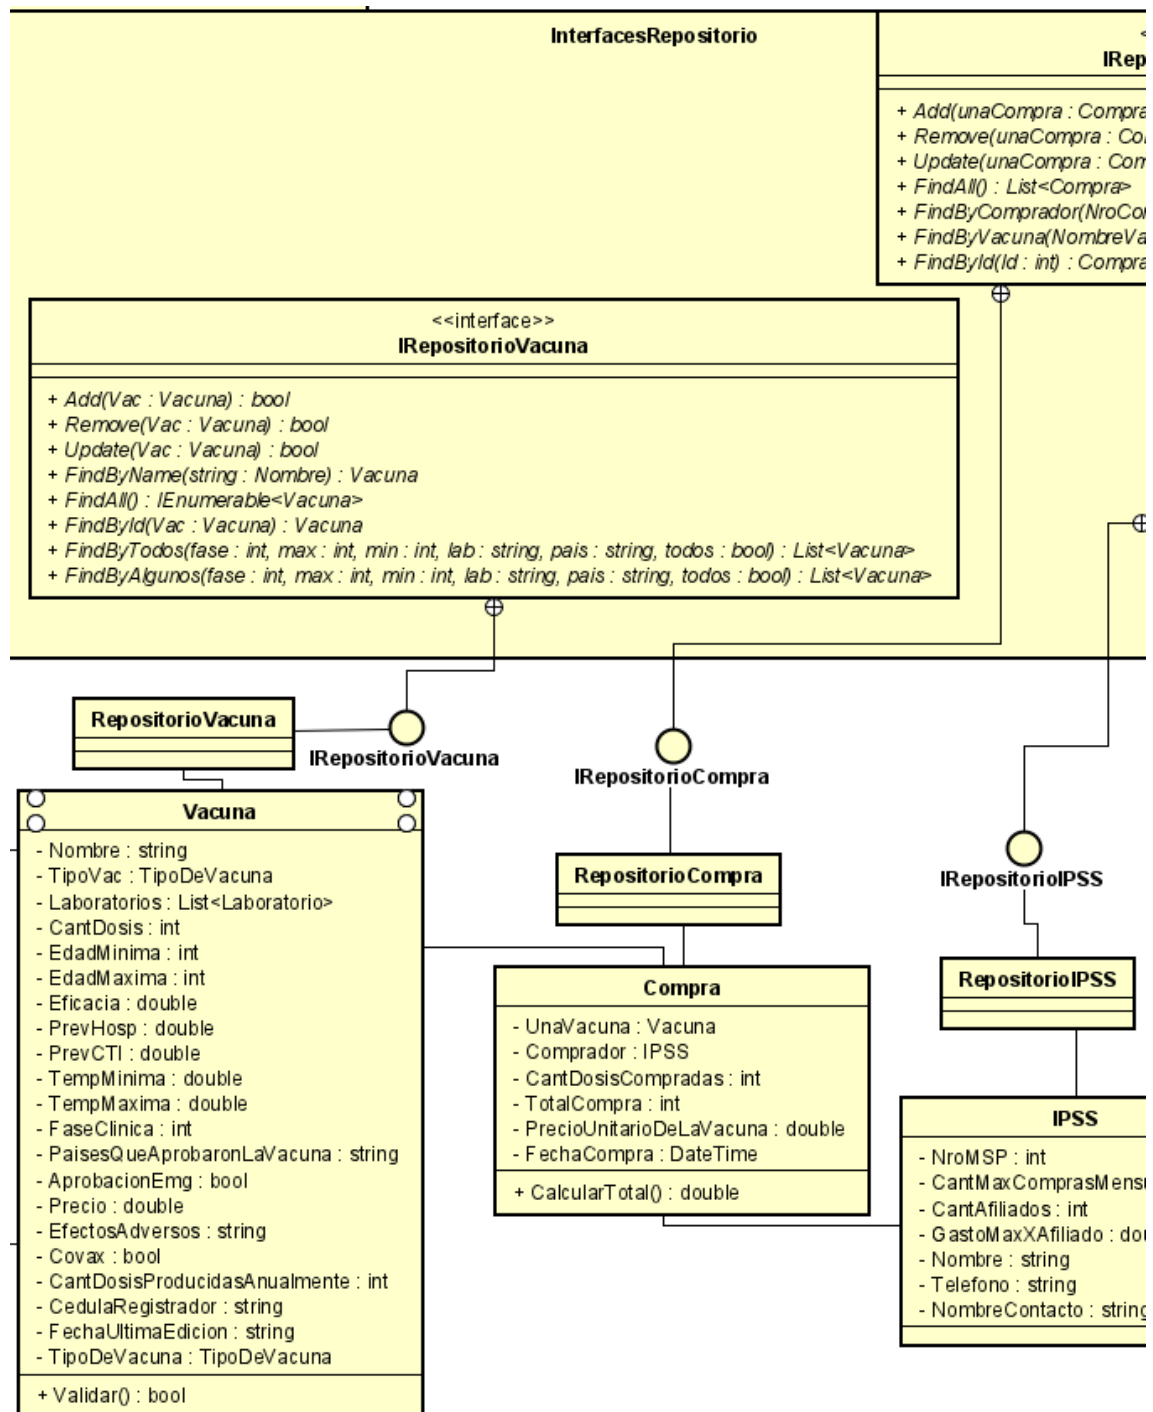 InterfacesRepositorio
<
IRep
+ Add(unaCompra : Compra
+ Remove(unaCompra : Co
+ Update(unaCompra : Com
+ FindAll() : List<Compra>
+ FindByComprador(NroCo
+ FindByVacuna(NombreVa
+ FindById(Id : int) : Compra
<<interface>>
IRepositorioVacuna
+ Add(Vac : Vacuna) : bool
+ Remove(Vac : Vacuna) : bool
+ Update(Vac : Vacuna) : bool
+ FindByName(string : Nombre) : Vacuna
+ FindAll() : IEnumerable<Vacuna>
+ FindById(Vac : Vacuna) : Vacuna
+ FindByTodos(fase : int, max : int, min : int, lab : string, pais : string, todos : bool) : List<Vacuna>
+ FindByAlgunos(fase : int, max : int, min : int, lab : string, pais : string, todos : bool) : List<Vacuna>
RepositorioVacuna
IRepositorioVacuna
IRepositorioCompra
IRepositorioIPSS
Vacuna
- Nombre : string
- TipoVac : TipoDeVacuna
- Laboratorios : List<Laboratorio>
- CantDosis : int
- EdadMinima : int
- EdadMaxima : int
- Eficacia : double
- PrevHosp : double
- PrevCTI : double
- TempMinima : double
- TempMaxima : double
- FaseClinica : int
- PaisesQueAprobaronLaVacuna : string
- AprobacionEmg : bool
- Precio : double
- EfectosAdversos : string
- Covax : bool
- CantDosisProducidasAnualmente : int
- CedulaRegistrador : string
- FechaUltimaEdicion : string
- TipoDeVacuna : TipoDeVacuna
+ Validar() : bool
RepositorioCompra
Compra
- UnaVacuna : Vacuna
- Comprador : IPSS
- CantDosisCompradas : int
- TotalCompra : int
- PrecioUnitarioDeLaVacuna : double
- FechaCompra : DateTime
+ CalcularTotal() : double
RepositorioIPSS
IPSS
- NroMSP : int
- CantMaxComprasMensu
- CantAfiliados : int
- GastoMaxXAfiliado : dou
- Nombre : string
- Telefono : string
- NombreContacto : string